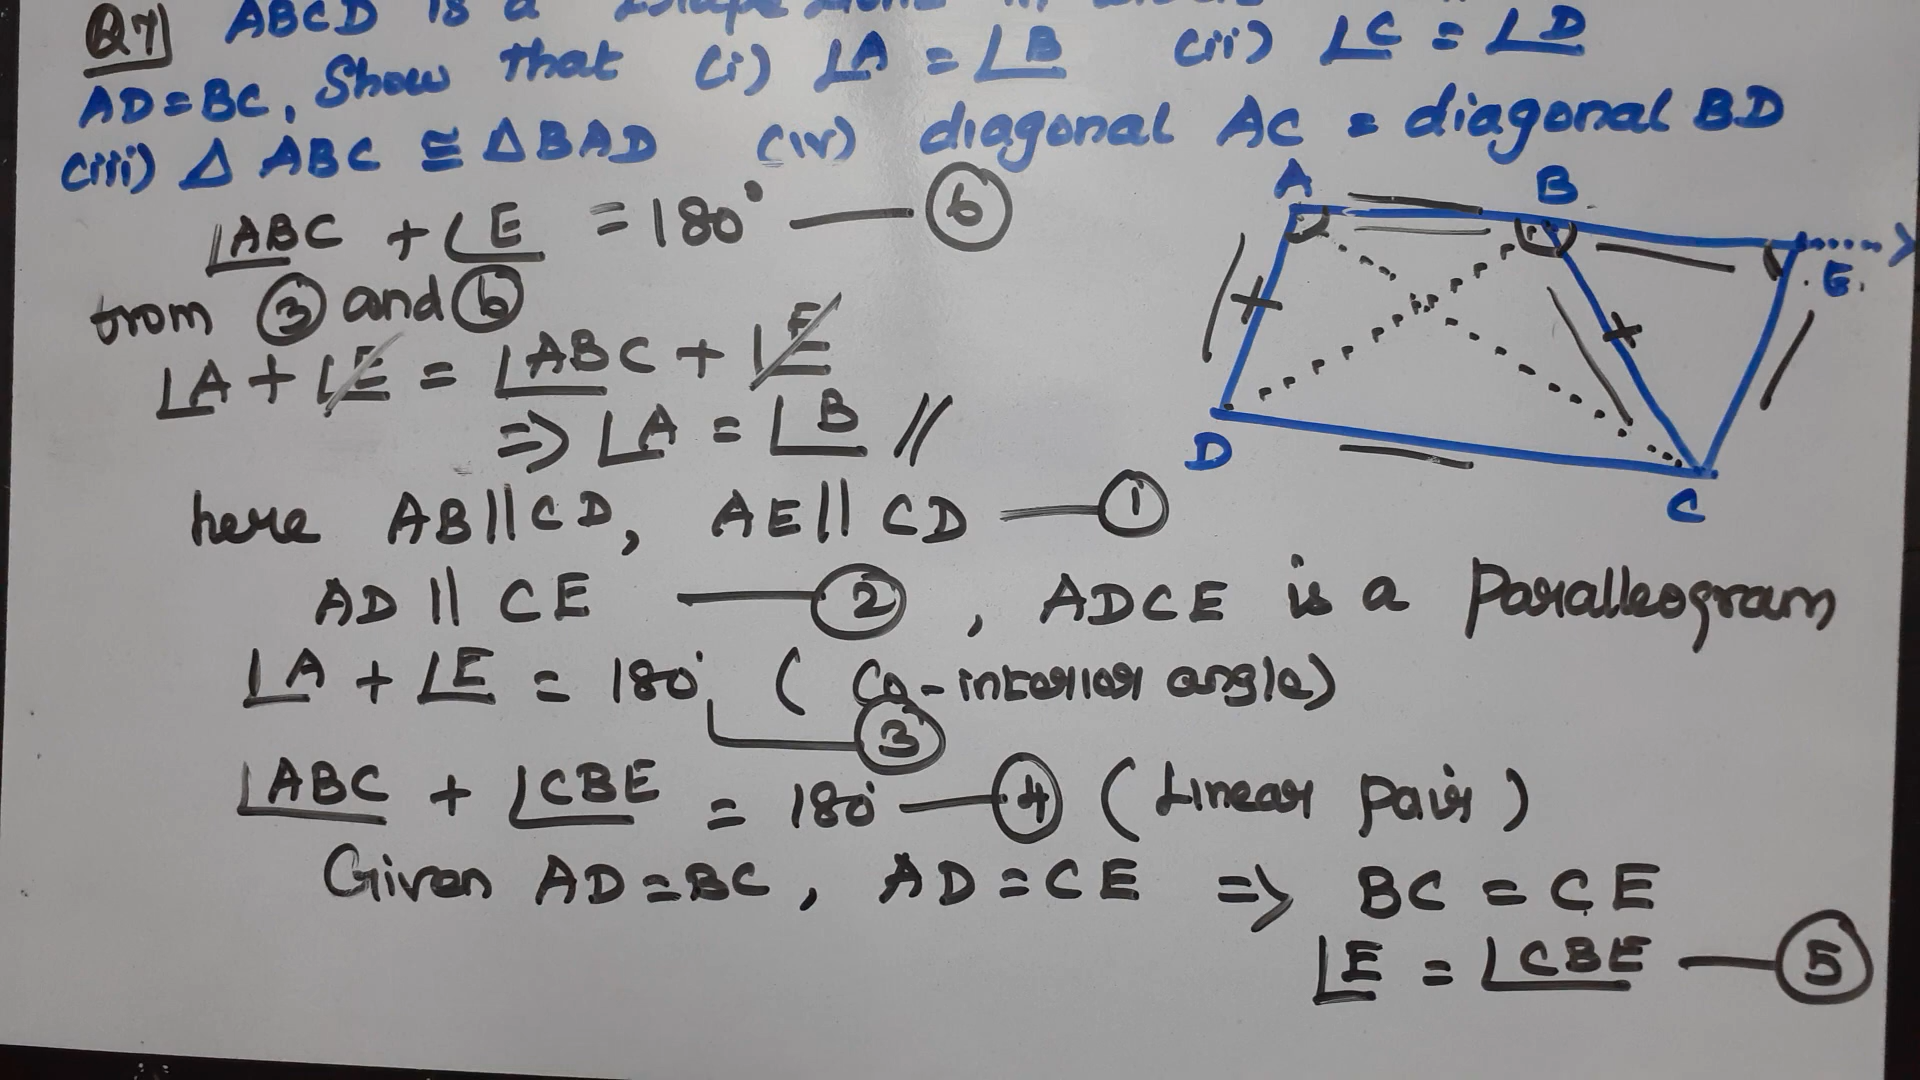 Q7) ABCD is a
AD=BC, Show that (i) ∠A = ∠B (ii) ∠C = ∠D
(iii) Δ ABC ≅ Δ BAD (iv) diagonal AC = diagonal BD
∠ABC + ∠E = 180° — ⑥
from ③ and ⑥
∠A + ∠E = ∠ABC + ∠E
⇒ ∠A = ∠B //
here AB || CD, AE || CD — ①
AD || CE — ②, ADCE is a Paralleogram
∠A + ∠E = 180° (Co-interior angle)
③
∠ABC + ∠CBE = 180° — ④ (Linear pair)
Given AD=BC, AD=CE ⇒ BC = CE
∠E = ∠CBE — ⑤
A B
E
D
C